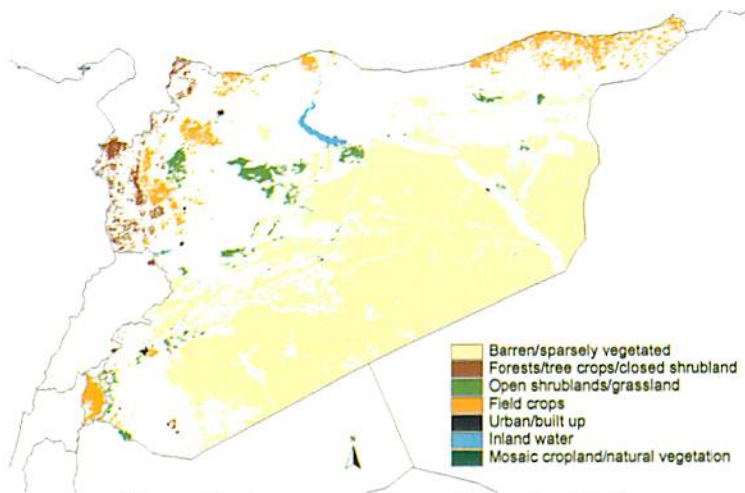 N
Barren/sparsely vegetated
Forests/tree crops/closed shrubland
Open shrublands/grassland
Field crops
Urban/built up
Inland water
Mosaic cropland/natural vegetation